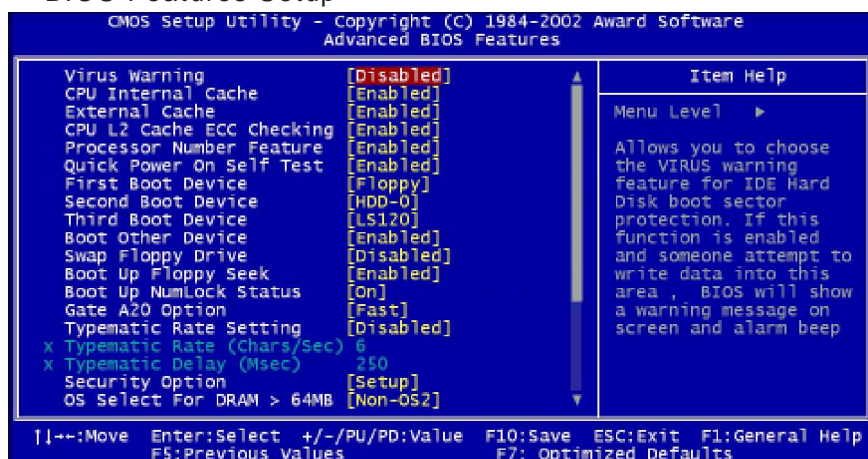 BIOS Features Setup
CMOS Setup Utility - Copyright (C) 1984-2002 Award Software
Advanced BIOS Features
Virus Warning [Disabled]
CPU Internal Cache [Enabled]
External Cache [Enabled]
CPU L2 Cache ECC Checking [Enabled]
Processor Number Feature [Enabled]
Quick Power On Self Test [Enabled]
First Boot Device [Floppy]
Second Boot Device [HDD-0]
Third Boot Device [LS120]
Boot Other Device [Enabled]
Swap Floppy Drive [Disabled]
Boot Up Floppy Seek [Enabled]
Boot Up NumLock Status [On]
Gate A20 Option [Fast]
Typematic Rate Setting [Disabled]
x Typematic Rate (Chars/Sec) 6
x Typematic Delay (Msec) 250
Security Option [Setup]
OS Select For DRAM > 64MB [Non-OS2]
Item Help
Menu Level ►
Allows you to choose
the VIRUS warning
feature for IDE Hard
Disk boot sector
protection. If this
function is enabled
and someone attempt to
write data into this
area , BIOS will show
a warning message on
screen and alarm beep
↑↓→←:Move Enter:Select +/-/PU/PD:Value F10:Save ESC:Exit F1:General Help
F5:Previous Values F7: Optimized Defaults